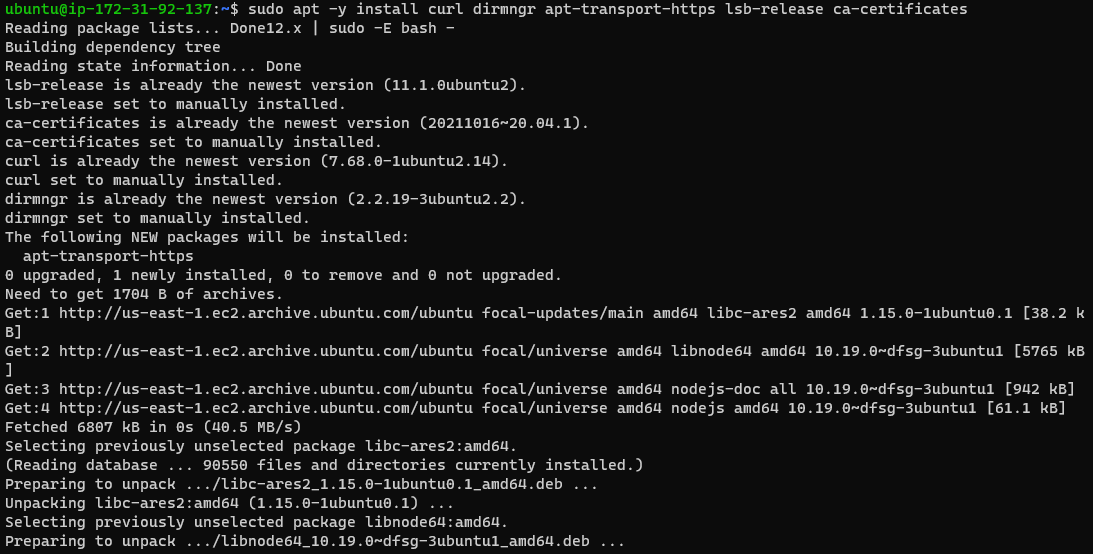 ubuntu@ip-172-31-92-137:~$ sudo apt -y install curl dirmngr apt-transport-https lsb-release ca-certificates
Reading package lists... Done12.x | sudo -E bash -
Building dependency tree
Reading state information... Done
lsb-release is already the newest version (11.1.0ubuntu2).
lsb-release set to manually installed.
ca-certificates is already the newest version (20211016~20.04.1).
ca-certificates set to manually installed.
curl is already the newest version (7.68.0-1ubuntu2.14).
curl set to manually installed.
dirmngr is already the newest version (2.2.19-3ubuntu2.2).
dirmngr set to manually installed.
The following NEW packages will be installed:
  apt-transport-https
0 upgraded, 1 newly installed, 0 to remove and 0 not upgraded.
Need to get 1704 B of archives.
Get:1 http://us-east-1.ec2.archive.ubuntu.com/ubuntu focal-updates/main amd64 libc-ares2 amd64 1.15.0-1ubuntu0.1 [38.2 k
B]
Get:2 http://us-east-1.ec2.archive.ubuntu.com/ubuntu focal/universe amd64 libnode64 amd64 10.19.0~dfsg-3ubuntu1 [5765 kB
]
Get:3 http://us-east-1.ec2.archive.ubuntu.com/ubuntu focal/universe amd64 nodejs-doc all 10.19.0~dfsg-3ubuntu1 [942 kB]
Get:4 http://us-east-1.ec2.archive.ubuntu.com/ubuntu focal/universe amd64 nodejs amd64 10.19.0~dfsg-3ubuntu1 [61.1 kB]
Fetched 6807 kB in 0s (40.5 MB/s)
Selecting previously unselected package libc-ares2:amd64.
(Reading database ... 90550 files and directories currently installed.)
Preparing to unpack .../libc-ares2_1.15.0-1ubuntu0.1_amd64.deb ...
Unpacking libc-ares2:amd64 (1.15.0-1ubuntu0.1) ...
Selecting previously unselected package libnode64:amd64.
Preparing to unpack .../libnode64_10.19.0~dfsg-3ubuntu1_amd64.deb ...